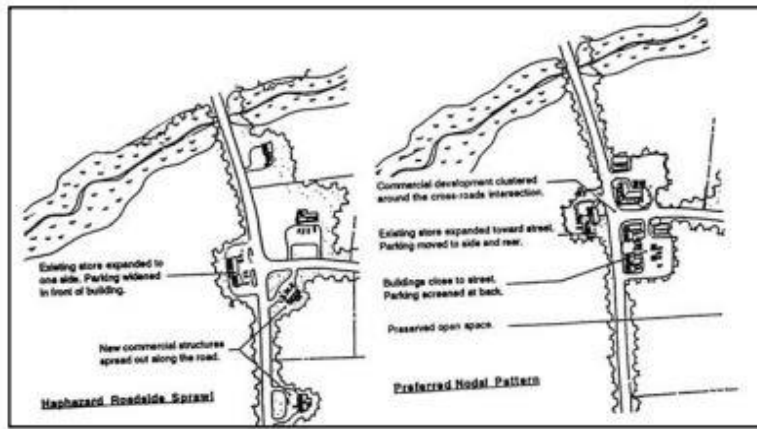 Existing store expanded to
one side. Parking widened
in front of building.
New commercial structures
spread out along the road.
Haphazard Roadside Sprawl
Commercial development clustered
around the cross-roads intersection.
Existing store expanded toward street.
Parking moved to side and rear.
Buildings close to street.
Parking screened at back.
Preserved open space.
Preferred Nodal Pattern